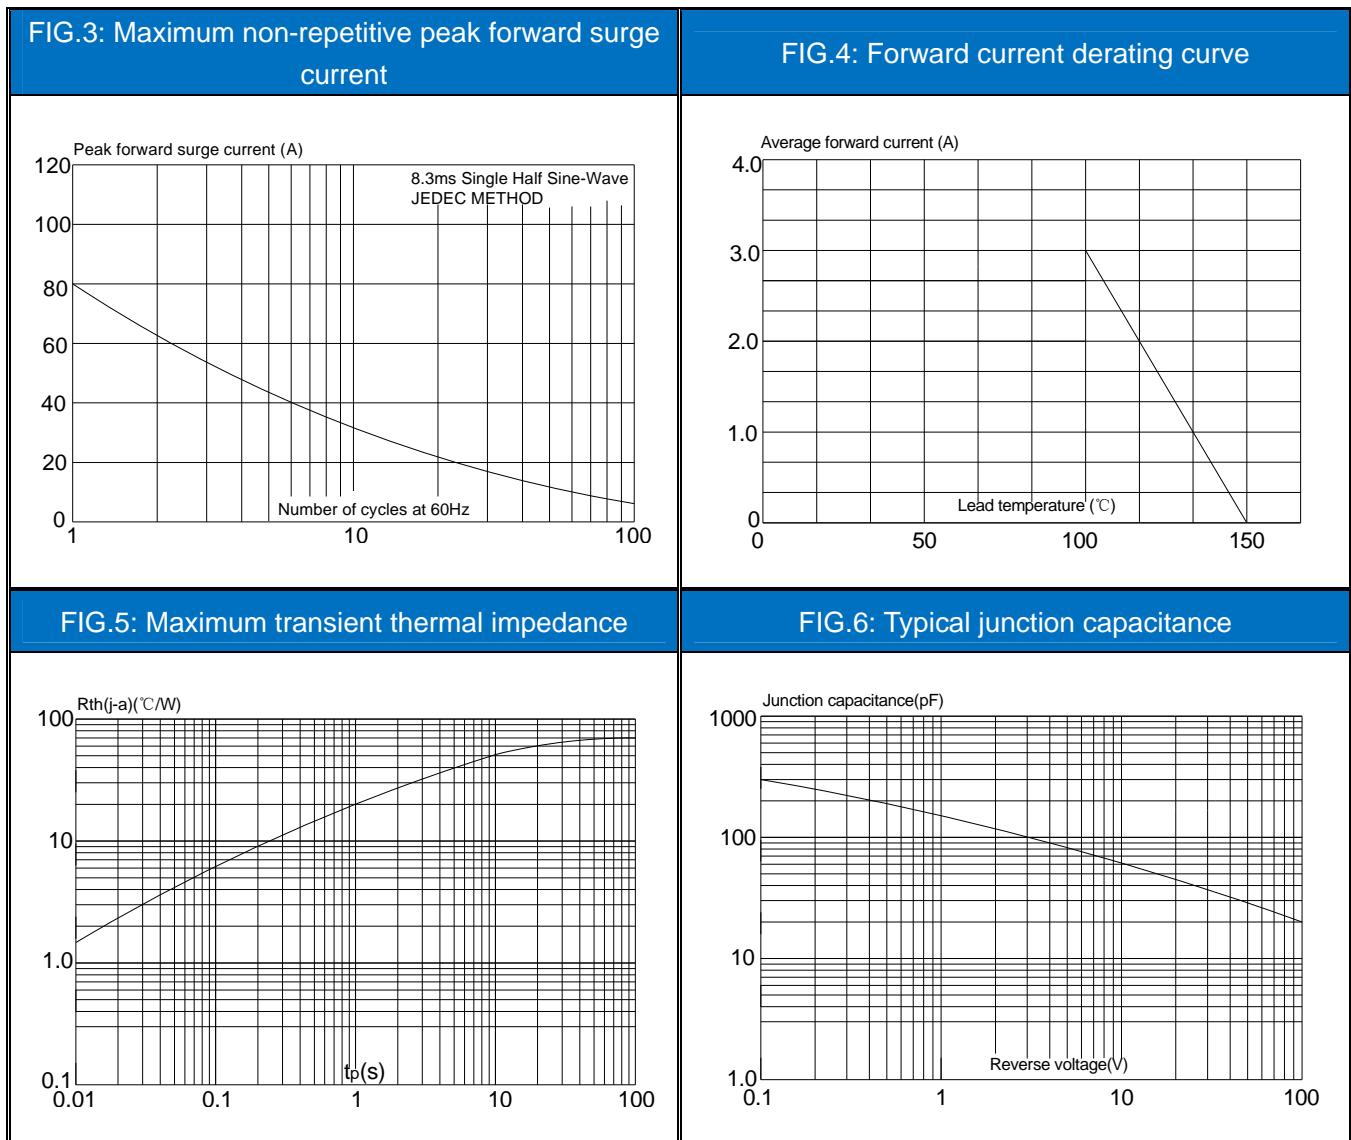 FIG.3: Maximum non-repetitive peak forward surge
current
FIG.4: Forward current derating curve
Peak forward surge current (A)
8.3ms Single Half Sine-Wave
JEDEC METHOD
120
100
80
60
40
20
0
Number of cycles at 60Hz
1
10
100
Average forward current (A)
4.0
3.0
2.0
1.0
0
Lead temperature (℃)
0
50
100
150
FIG.5: Maximum transient thermal impedance
FIG.6: Typical junction capacitance
Rth(j-a)(℃/W)
100
10
1.0
0.1
tp(s)
0.01
0.1
1
10
100
Junction capacitance(pF)
1000
100
10
1.0
Reverse voltage(V)
0.1
1
10
100